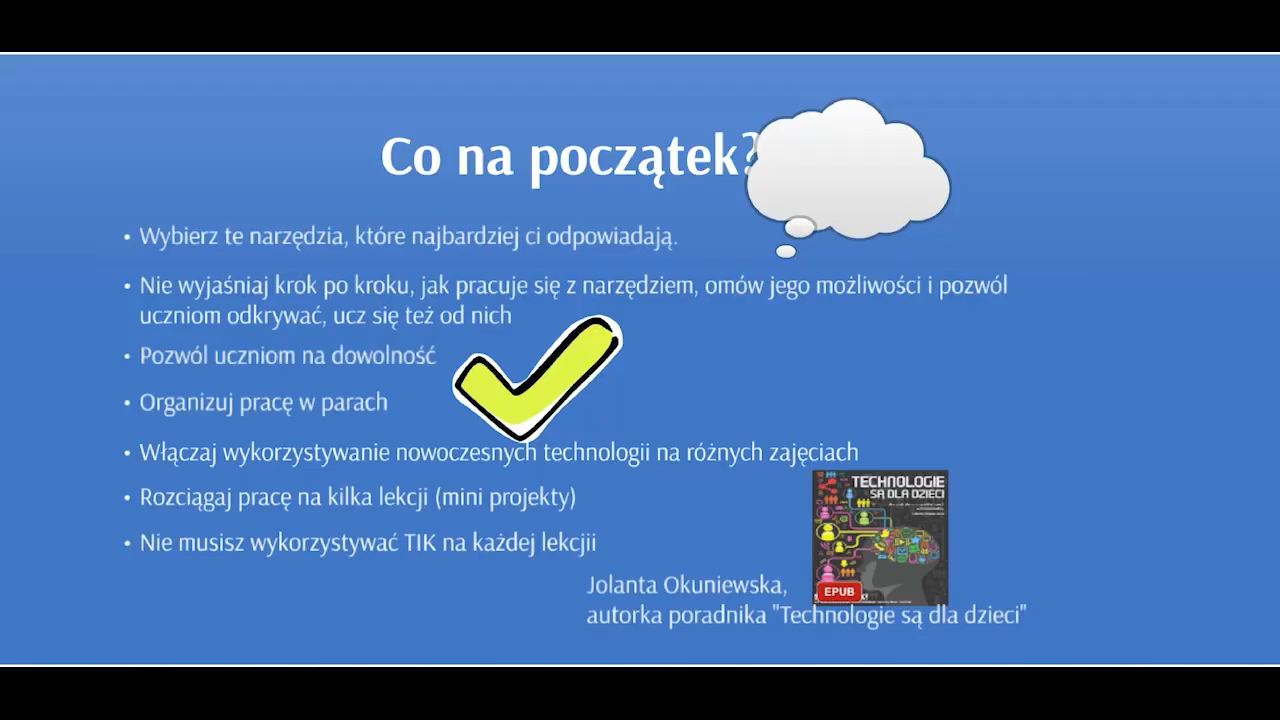 Co na początek?
• Wybierz te narzędzia, które najbardziej ci odpowiadają.
• Nie wyjaśniaj krok po kroku, jak pracuje się z narzędziem, omów jego możliwości i pozwól
uczniom odkrywać, ucz się też od nich
• Pozwól uczniom na dowolność
• Organizuj pracę w parach
• Włączaj wykorzystywanie nowoczesnych technologii na różnych zajęciach
• Rozciągaj pracę na kilka lekcji (mini projekty)
• Nie musisz wykorzystywać TIK na każdej lekcjii
TECHNOLOGIE
SĄ DLA DZIECI
EPUB
Jolanta Okuniewska,
autorka poradnika "Technologie są dla dzieci"